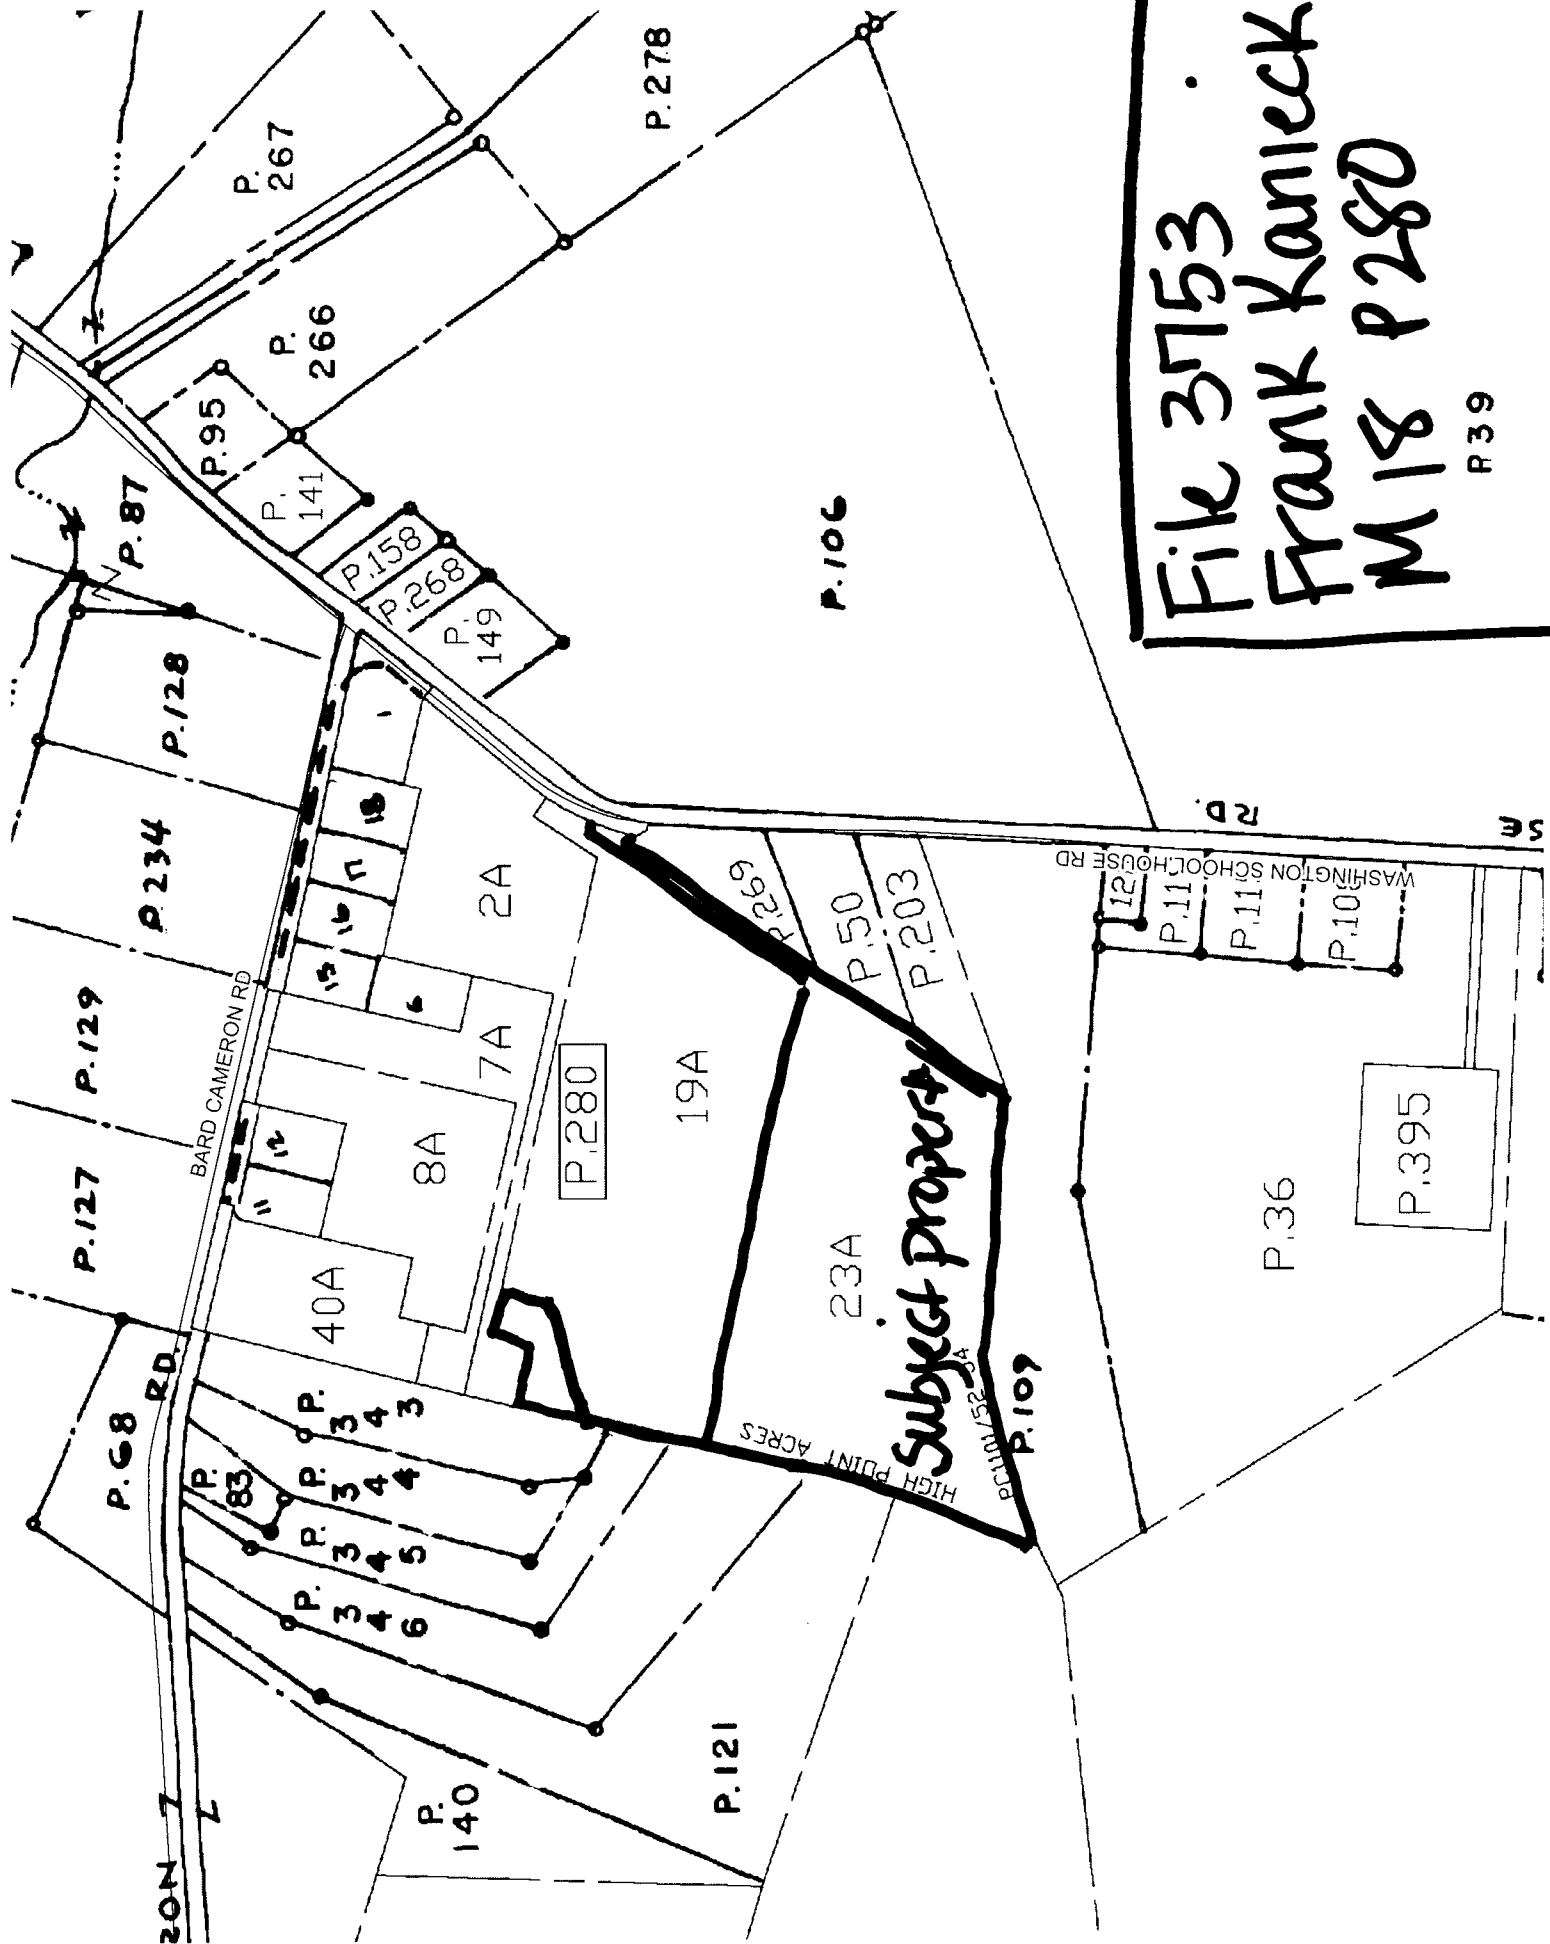 File 3753
Frank Kanieck
M18 P280
P.39
P.278
P.
267
P.
266
P.95
P.
141
P.158
P.268
P.
149
P.87
P.128
P.234
P.129
P.127
P.68
P.106
BARD CAMERON RD
RD.
ZON
1
18
17
16
15
6
12
11
2A
7A
8A
40A
P.280
19A
23A
Subject property
HIGH POINT ACRES
P.109
P.269
P.50
P.203
WASHINGTON SCHOOLHOUSE RD
RD.
12
P.11
P.11
P.10
P.36
P.395
P.
343
P.
83
P.
344
P.
345
P.
346
P.
140
P.121